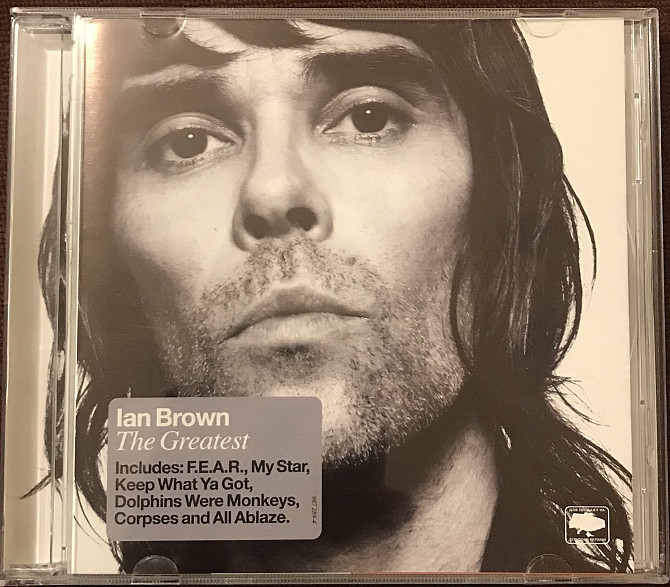 Ian Brown
The Greatest
Includes: F.E.A.R., My Star,
Keep What Ya Got,
Dolphins Were Monkeys,
Corpses and All Ablaze.